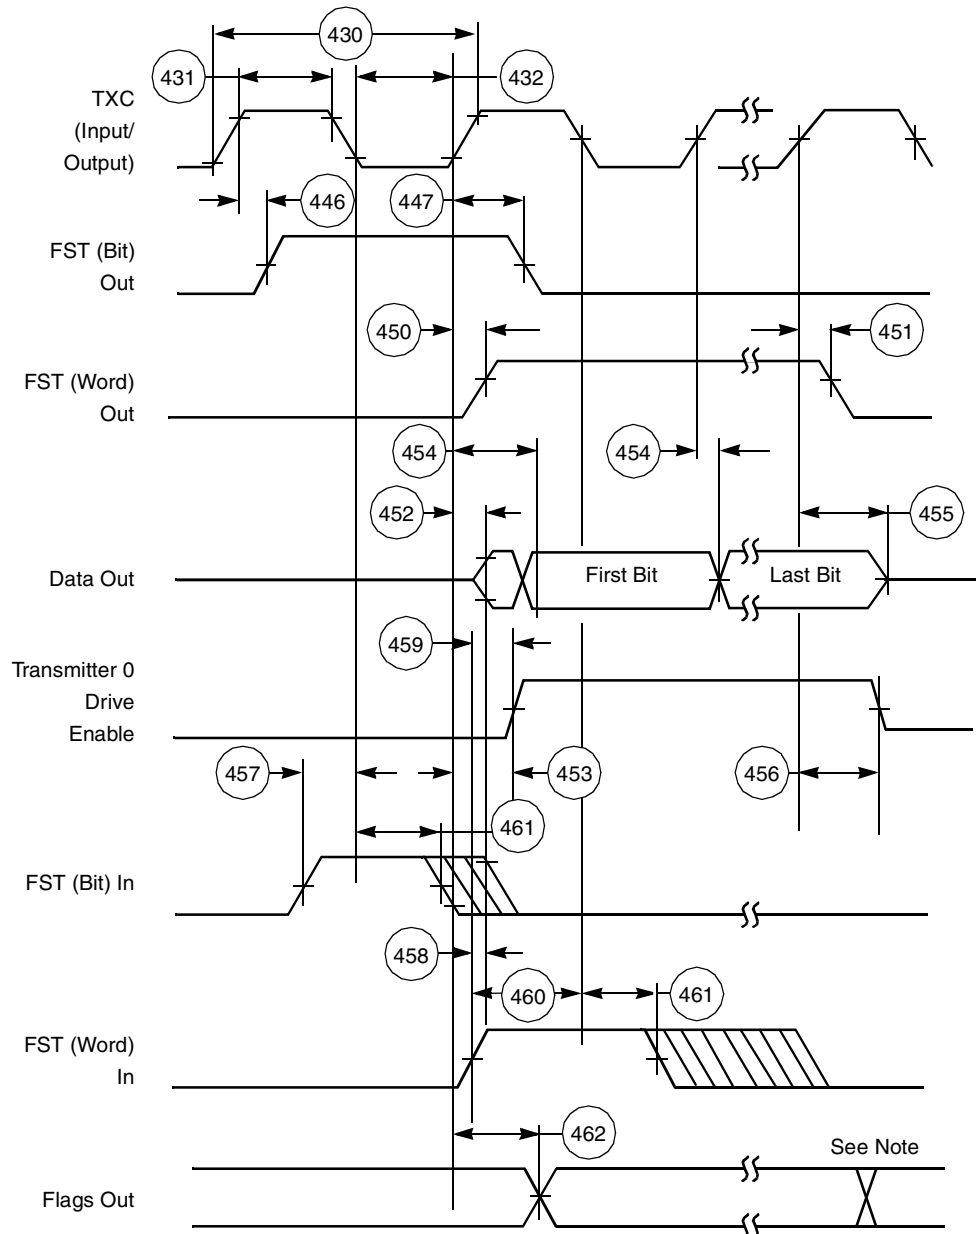 430
431
432
TXC
(Input/
Output)
446
447
FST (Bit)
Out
450
451
FST (Word)
Out
454
454
452
455
Data Out
First Bit
Last Bit
459
Transmitter 0
Drive
Enable
457
453
456
461
FST (Bit) In
458
460
461
FST (Word)
In
462
See Note
Flags Out